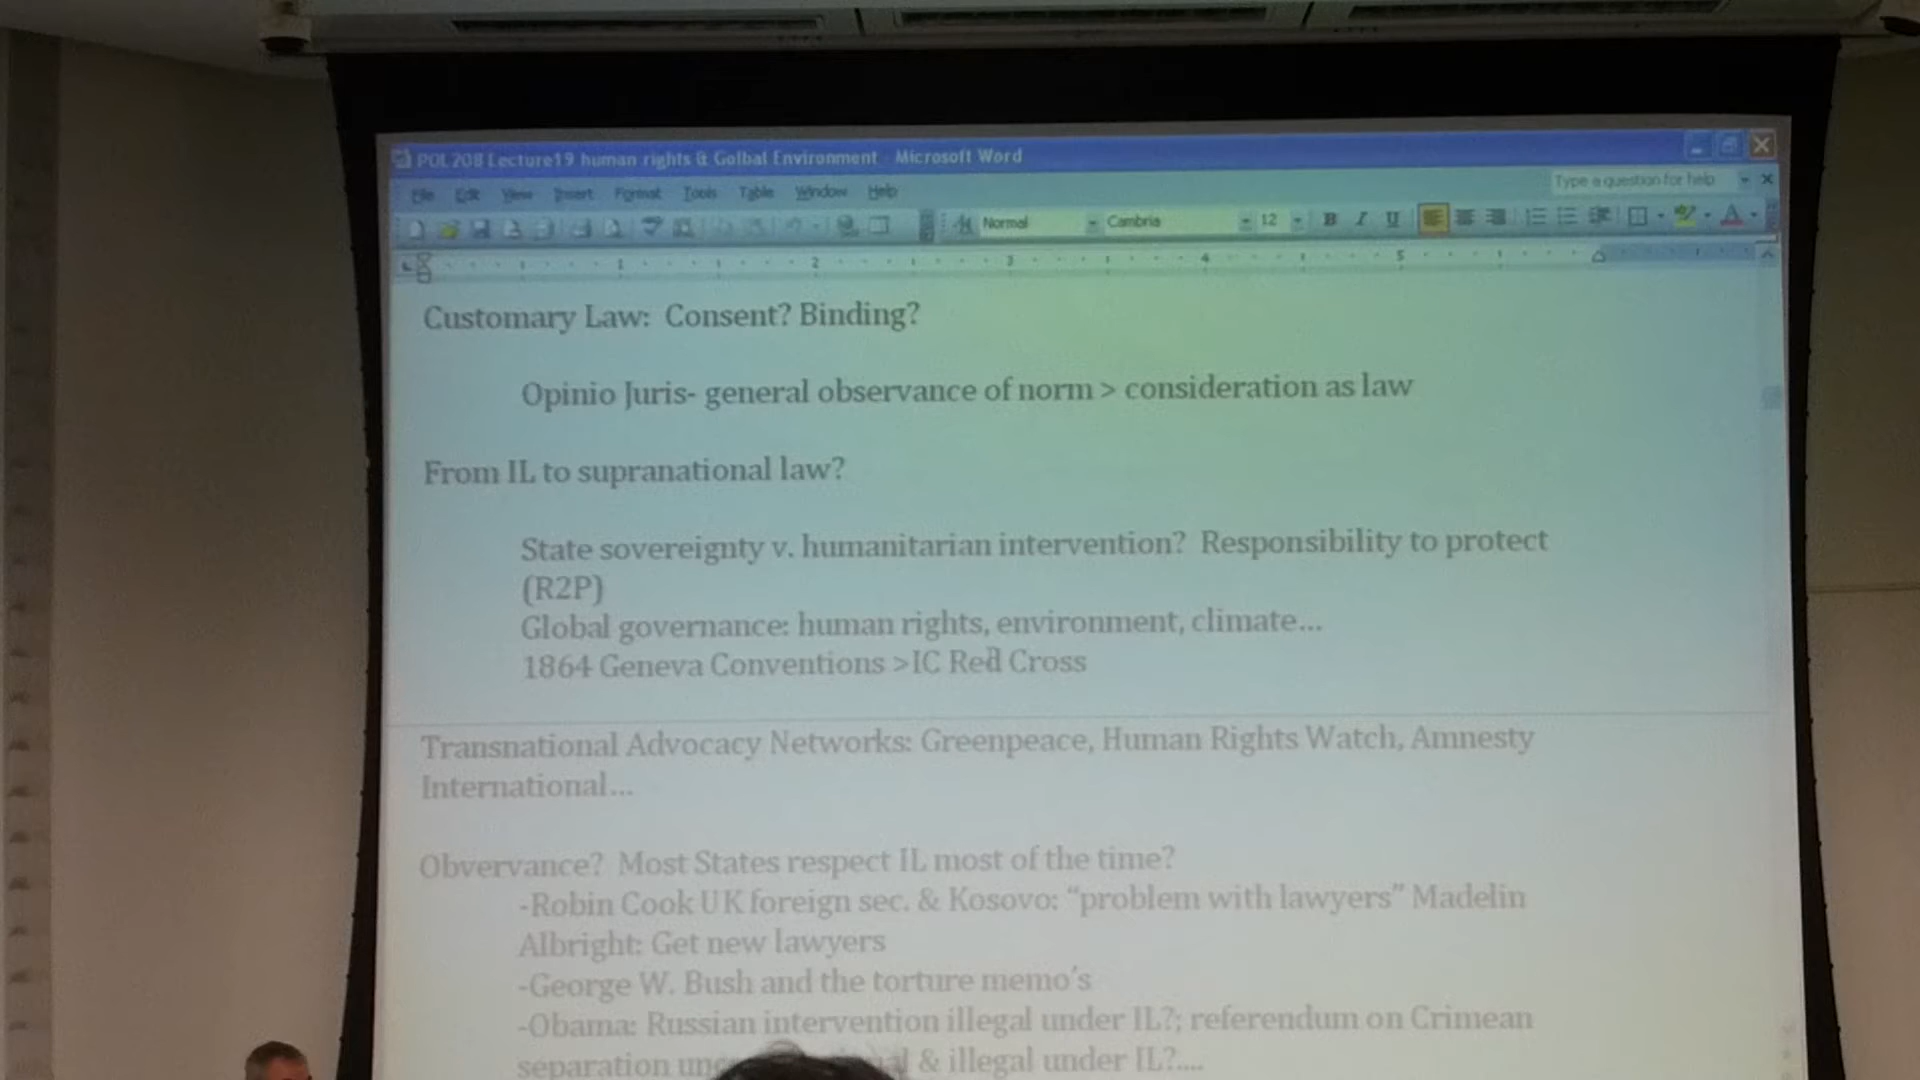 POL 208 Lecture19 human rights & Golbal Environment - Microsoft Word
File Edit View Insert Format Tools Table Window Help
Type a question for help
Normal Cambria 12 B I U
1 2 3 4 5
Customary Law: Consent? Binding?
Opinio Juris- general observance of norm > consideration as law
From IL to supranational law?
State sovereignty v. humanitarian intervention? Responsibility to protect
(R2P)
Global governance: human rights, environment, climate...
1864 Geneva Conventions >IC Red Cross
Transnational Advocacy Networks: Greenpeace, Human Rights Watch, Amnesty
International...
Obvervance? Most States respect IL most of the time?
-Robin Cook UK foreign sec. & Kosovo: “problem with lawyers” Madelin
Albright: Get new lawyers
-George W. Bush and the torture memo's
-Obama: Russian intervention illegal under IL?; referendum on Crimean
separation & illegal under IL?....